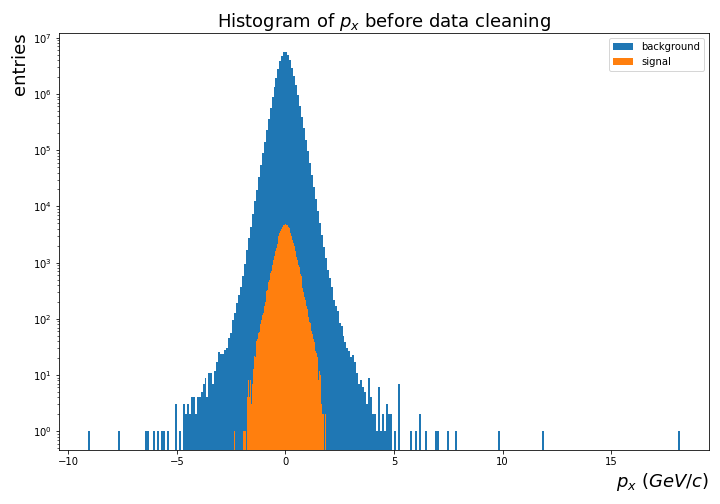 Histogram of $p_x$ before data cleaning
entries
background
signal
10^7
10^6
10^5
10^4
10^3
10^2
10^1
10^0
−10 −5 0 5 10 15
$p_x$ (GeV/c)